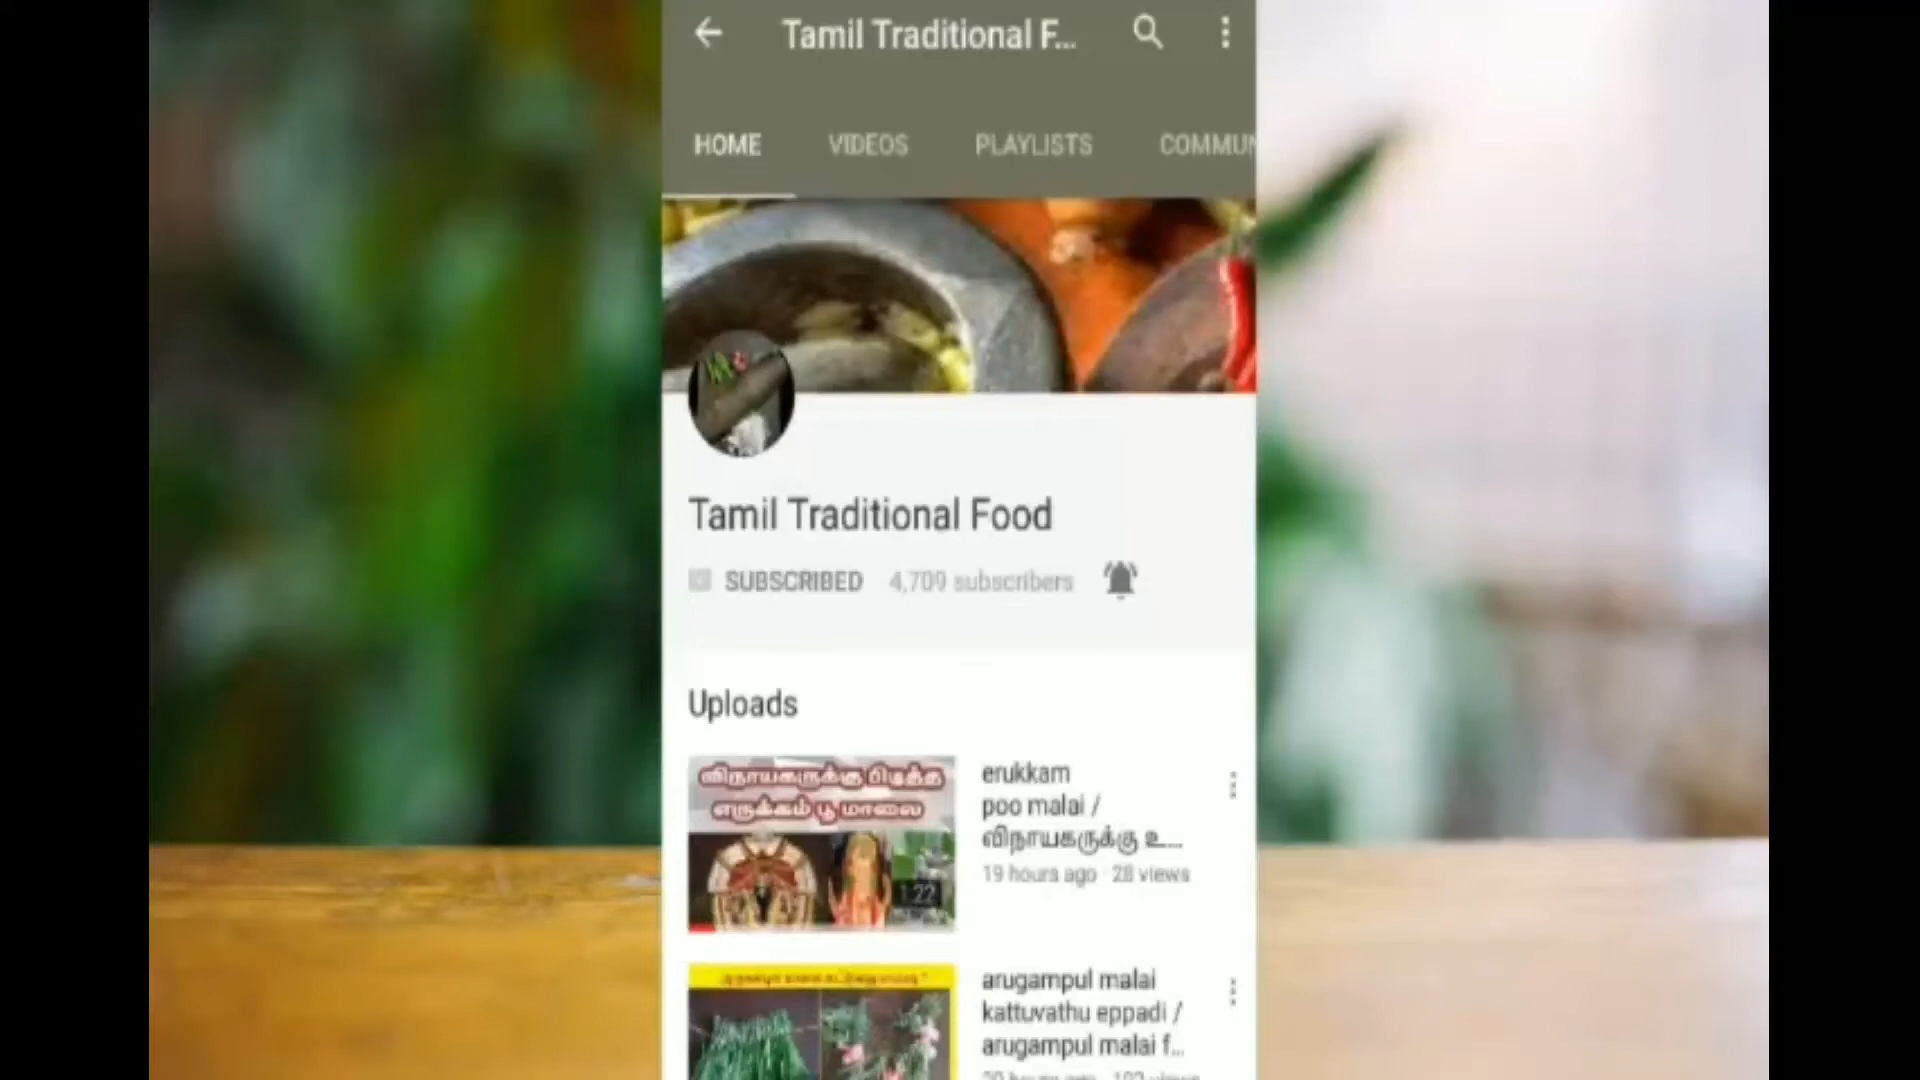 Tamil Traditional F...
HOME VIDEOS PLAYLISTS COMMUN
Tamil Traditional Food
SUBSCRIBED 4,709 subscribers
Uploads
விநாயகருக்கு பிடித்த
எருக்கம் பூ மாலை
1:22
erukkam
poo malai /
விநாயகருக்கு உ...
19 hours ago · 28 views
arugampul malai
kattuvathu eppadi /
arugampul malai f...